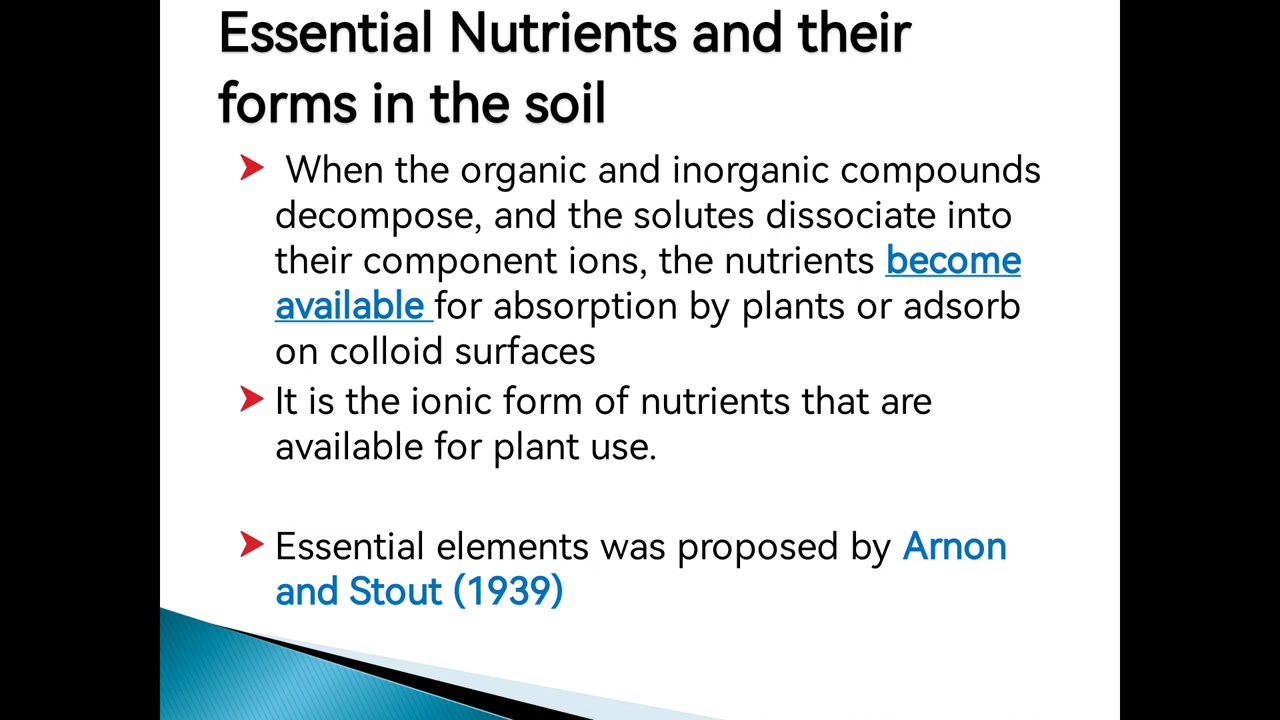 Essential Nutrients and their
forms in the soil
When the organic and inorganic compounds
decompose, and the solutes dissociate into
their component ions, the nutrients become
available for absorption by plants or adsorb
on colloid surfaces
It is the ionic form of nutrients that are
available for plant use.
Essential elements was proposed by Arnon
and Stout (1939)